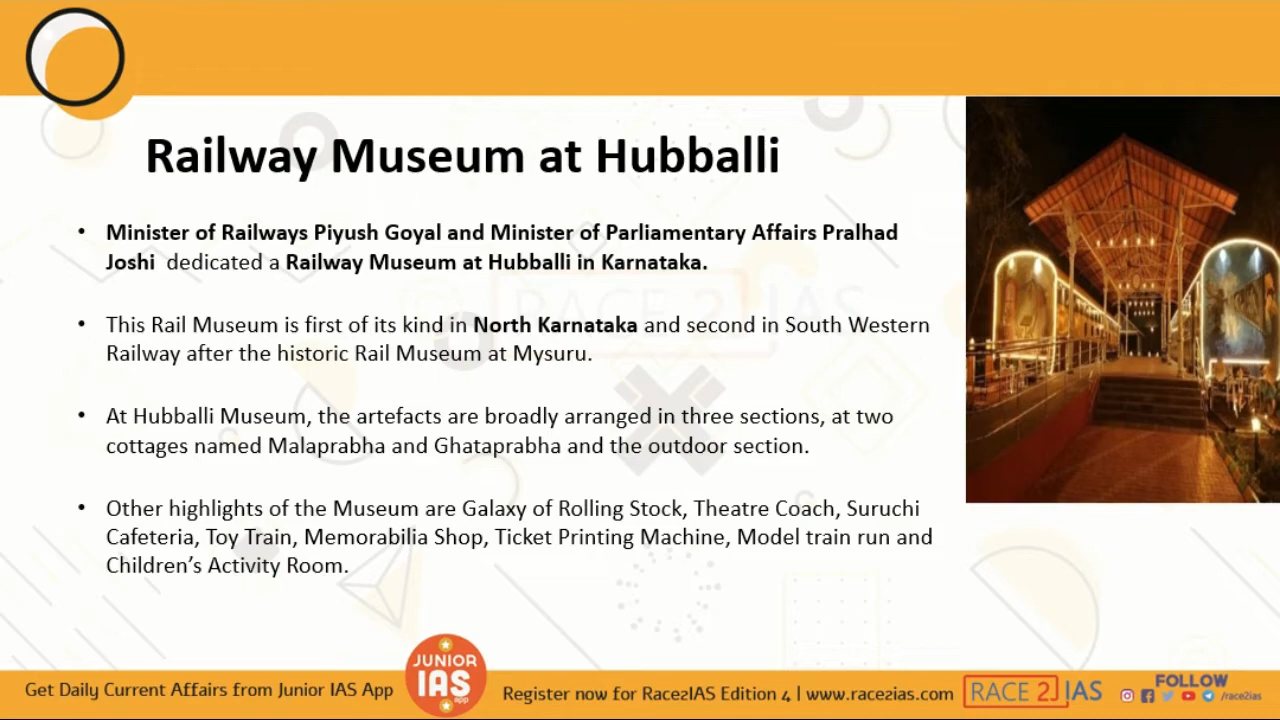 Railway Museum at Hubballi
• Minister of Railways Piyush Goyal and Minister of Parliamentary Affairs Pralhad
Joshi dedicated a Railway Museum at Hubballi in Karnataka.
• This Rail Museum is first of its kind in North Karnataka and second in South Western
Railway after the historic Rail Museum at Mysuru.
• At Hubballi Museum, the artefacts are broadly arranged in three sections, at two
cottages named Malaprabha and Ghataprabha and the outdoor section.
• Other highlights of the Museum are Galaxy of Rolling Stock, Theatre Coach, Suruchi
Cafeteria, Toy Train, Memorabilia Shop, Ticket Printing Machine, Model train run and
Children’s Activity Room.
RACE 2 IAS
Get Daily Current Affairs from Junior IAS App
JUNIOR
IAS
app
Register now for Race2IAS Edition 4 | www.race2ias.com
RACE 2 IAS
FOLLOW
/race2ias